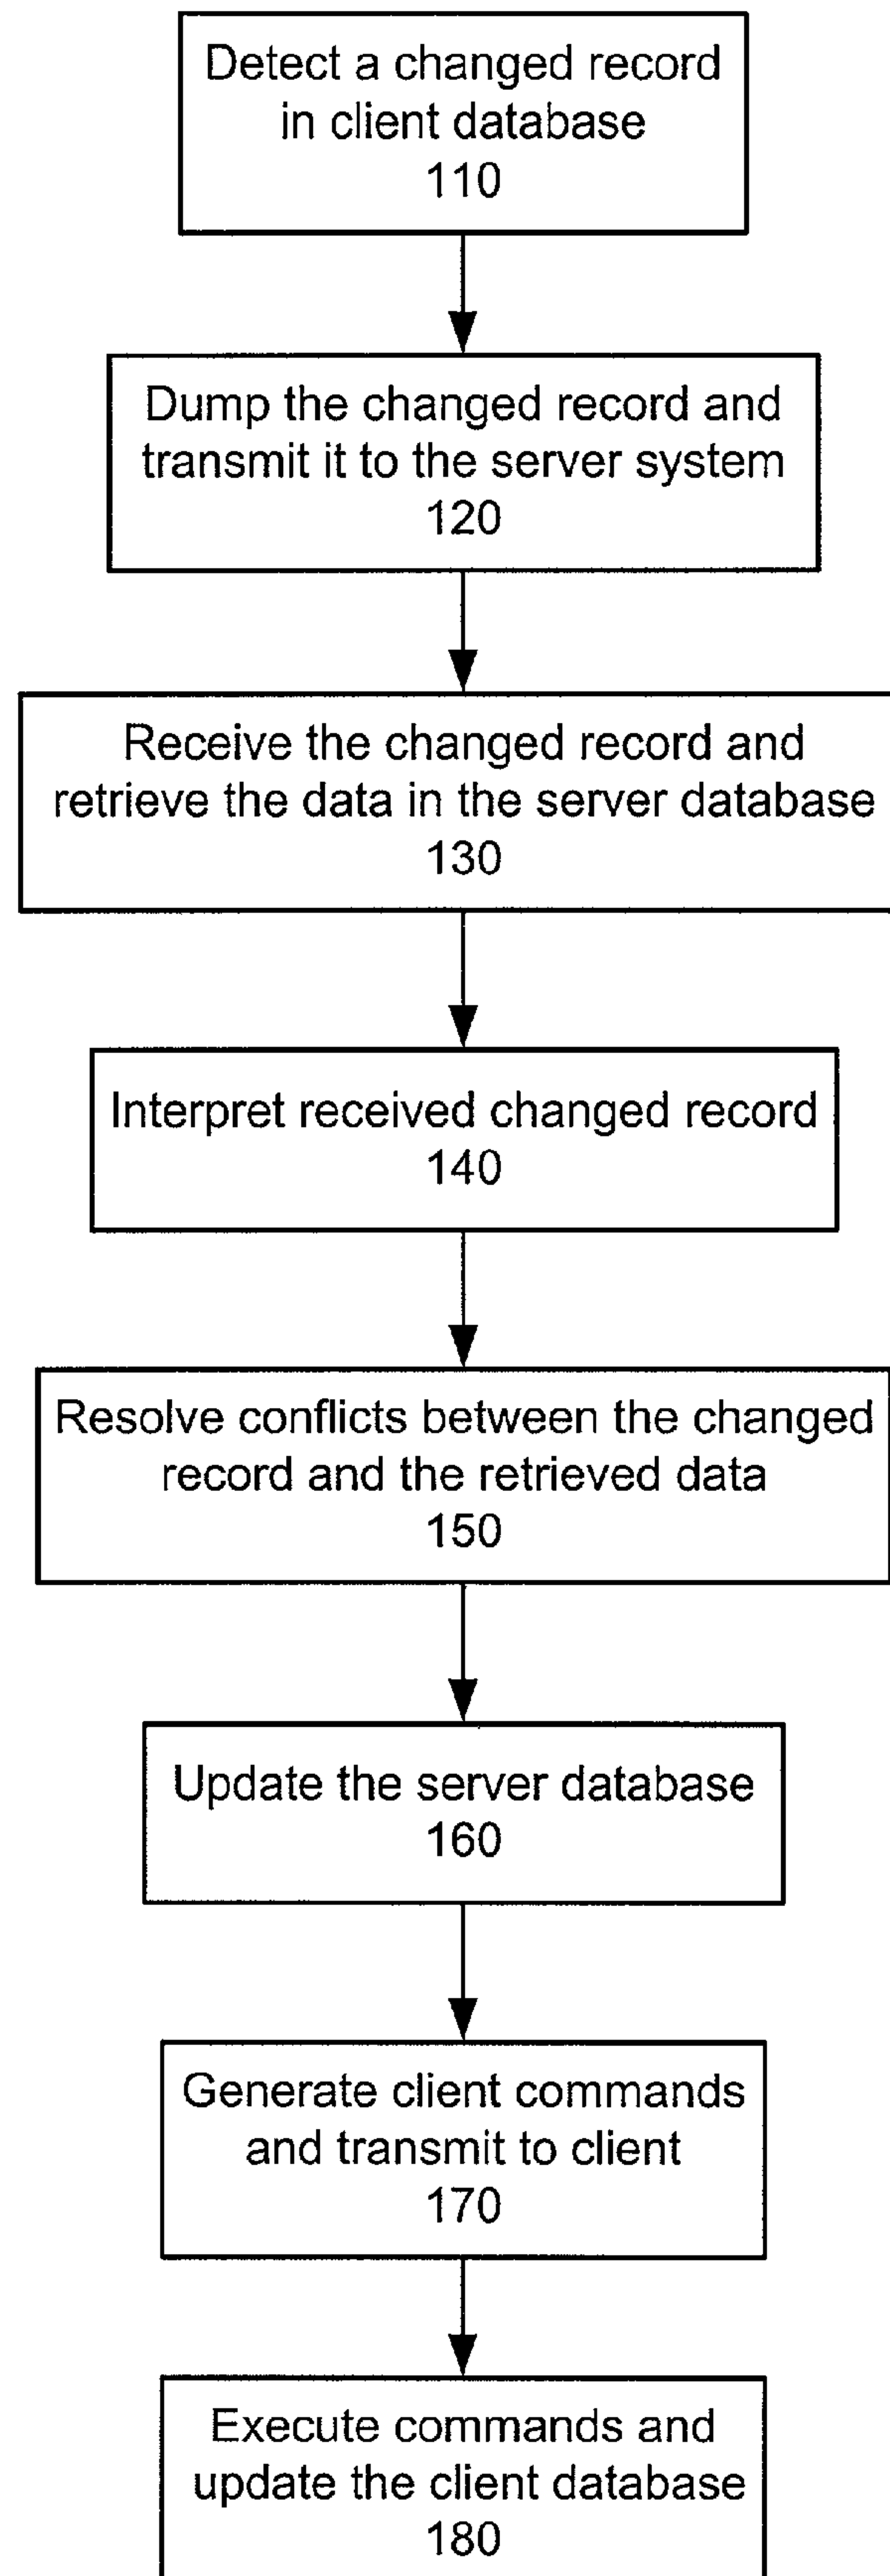 Detect a changed record
in client database
110
Dump the changed record and
transmit it to the server system
120
Receive the changed record and
retrieve the data in the server database
130
Interpret received changed record
140
Resolve conflicts between the changed
record and the retrieved data
150
Update the server database
160
Generate client commands
and transmit to client
170
Execute commands and
update the client database
180